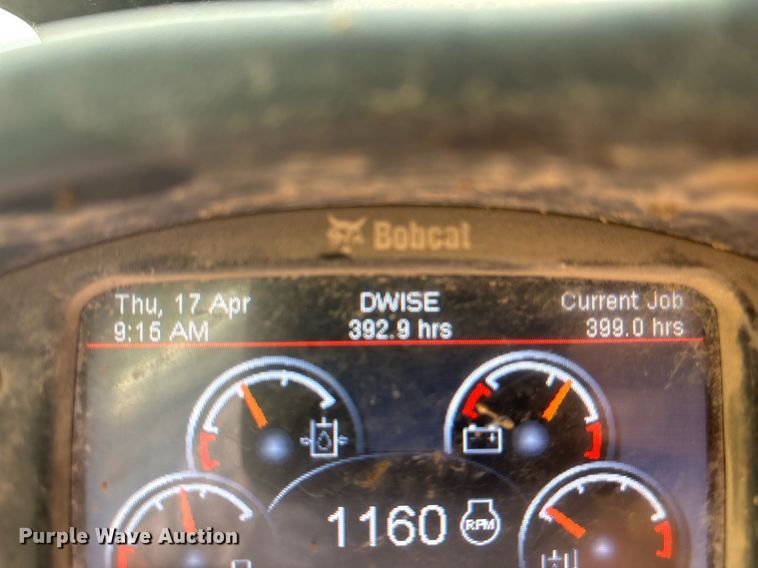 Bobcat
Thu, 17 Apr DWISE Current Job
9:15 AM 392.9 hrs 399.0 hrs
1160 RPM
Purple Wave Auction